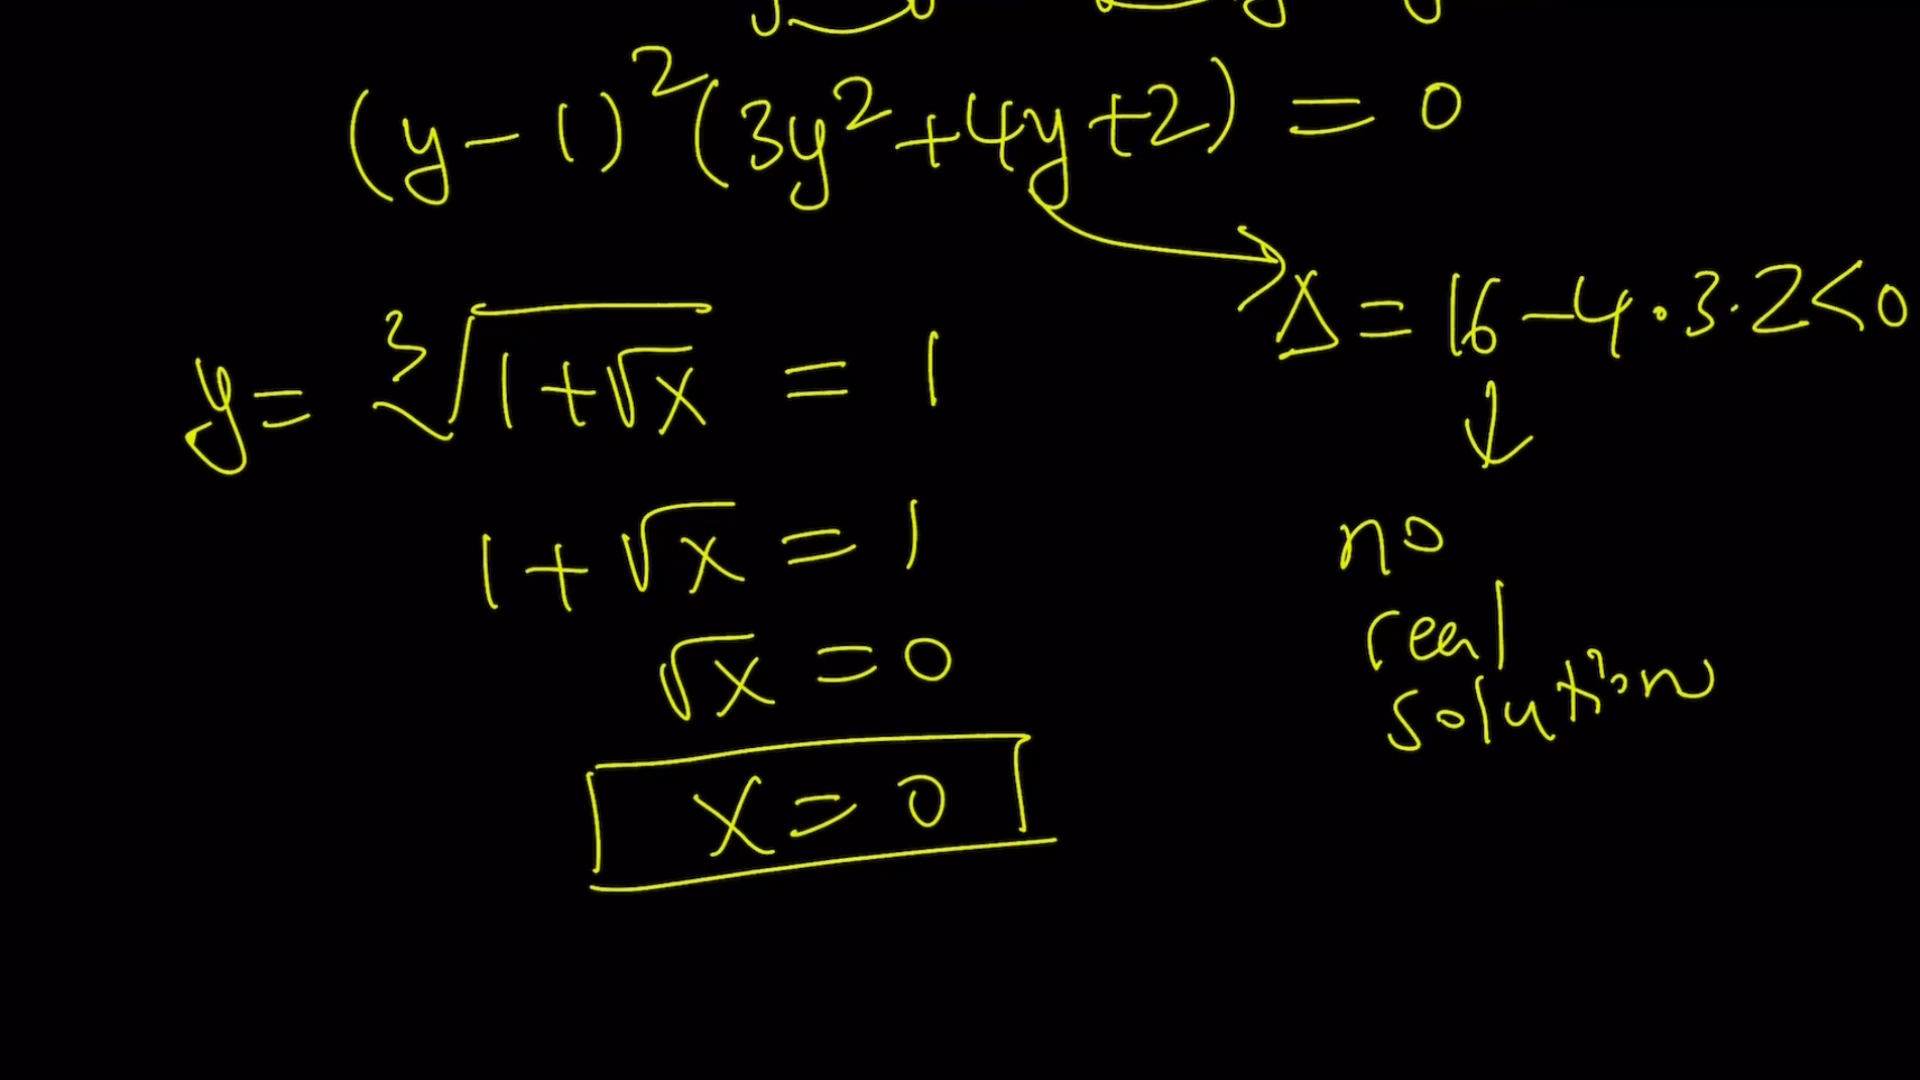 (y-1)²(3y²+4y+2) = 0
Δ = 16-4·3·2<0
y= ∛(1+√x) = 1
1+√x = 1
no
real
√x = 0
solution
x = 0